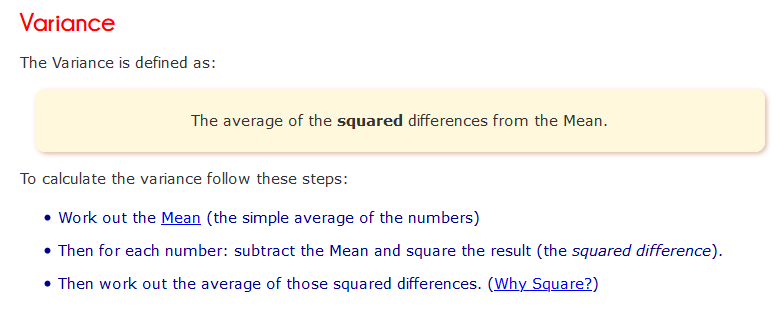 Variance
The Variance is defined as:
The average of the squared differences from the Mean.
To calculate the variance follow these steps:
• Work out the Mean (the simple average of the numbers)
• Then for each number: subtract the Mean and square the result (the squared difference).
• Then work out the average of those squared differences. (Why Square?)